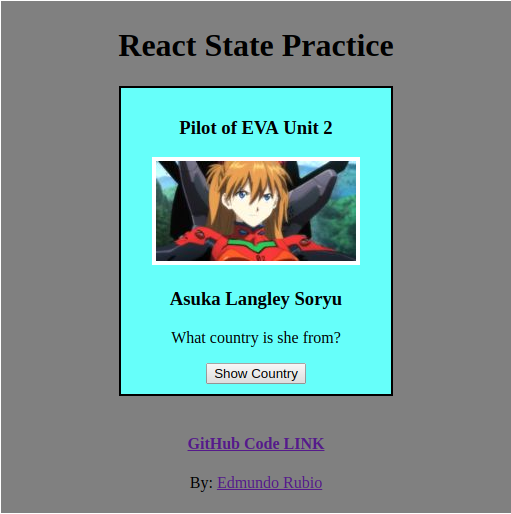 React State Practice
Pilot of EVA Unit 2
Asuka Langley Soryu
What country is she from?
Show Country
GitHub Code LINK
By: Edmundo Rubio